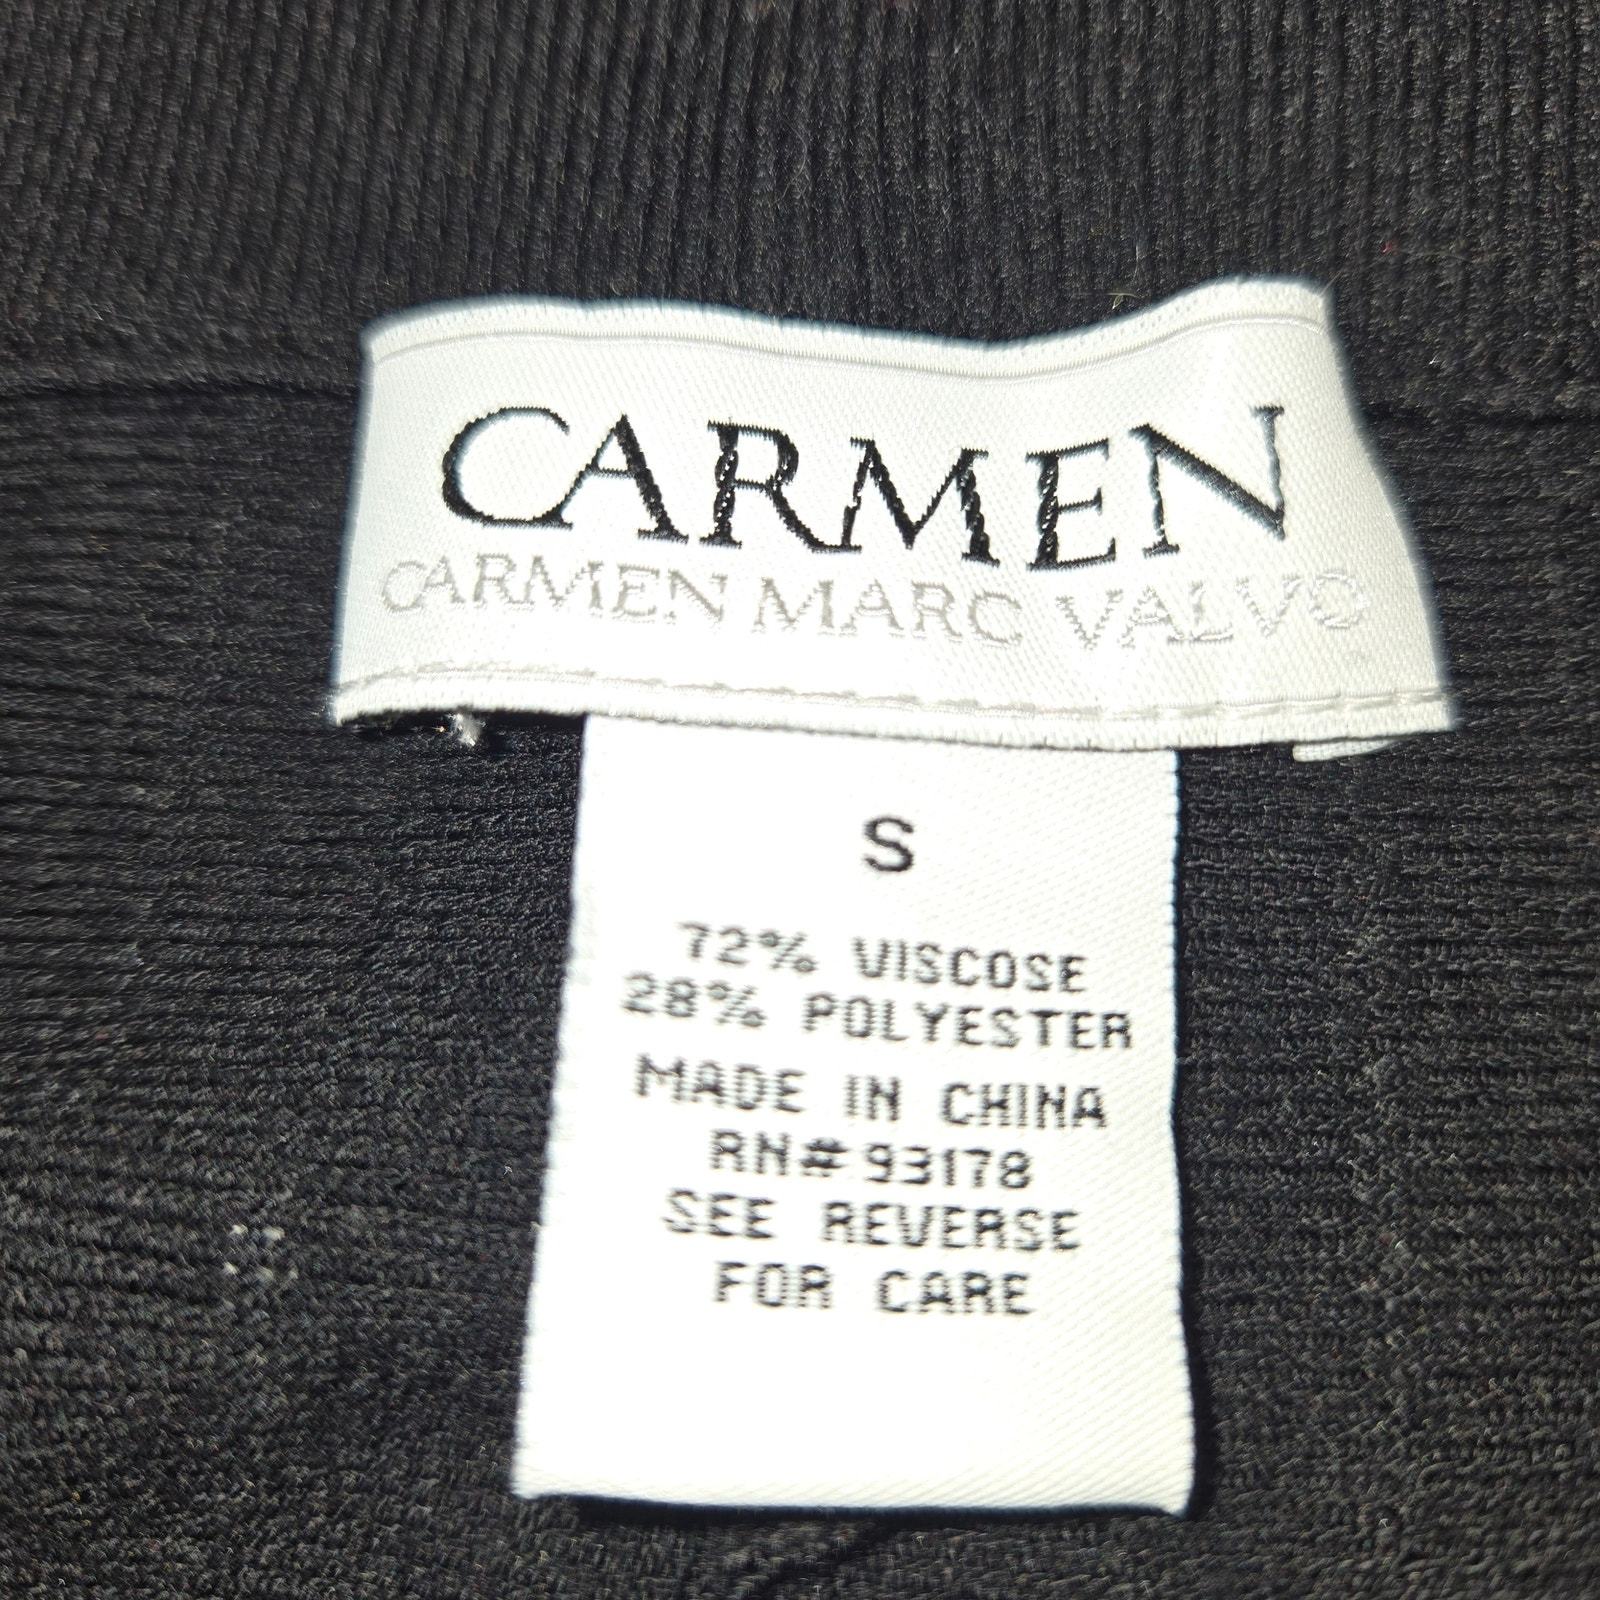 CARMEN
CARMEN MARC VALVO
S
72% VISCOSE
28% POLYESTER
MADE IN CHINA
RN#93178
SEE REVERSE
FOR CARE